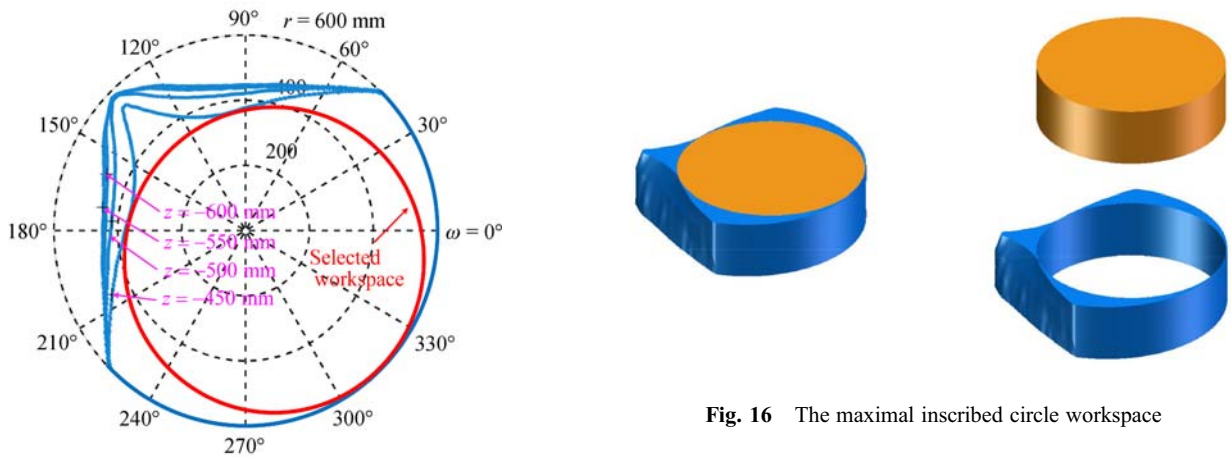 90°
r = 600 mm
120°
60°
400
150°
30°
200
z = −600 mm
180°
z = −550 mm
ω = 0°
z = −500 mm
Selected
workspace
z = −450 mm
210°
330°
240°
300°
270°
Fig. 16 The maximal inscribed circle workspace